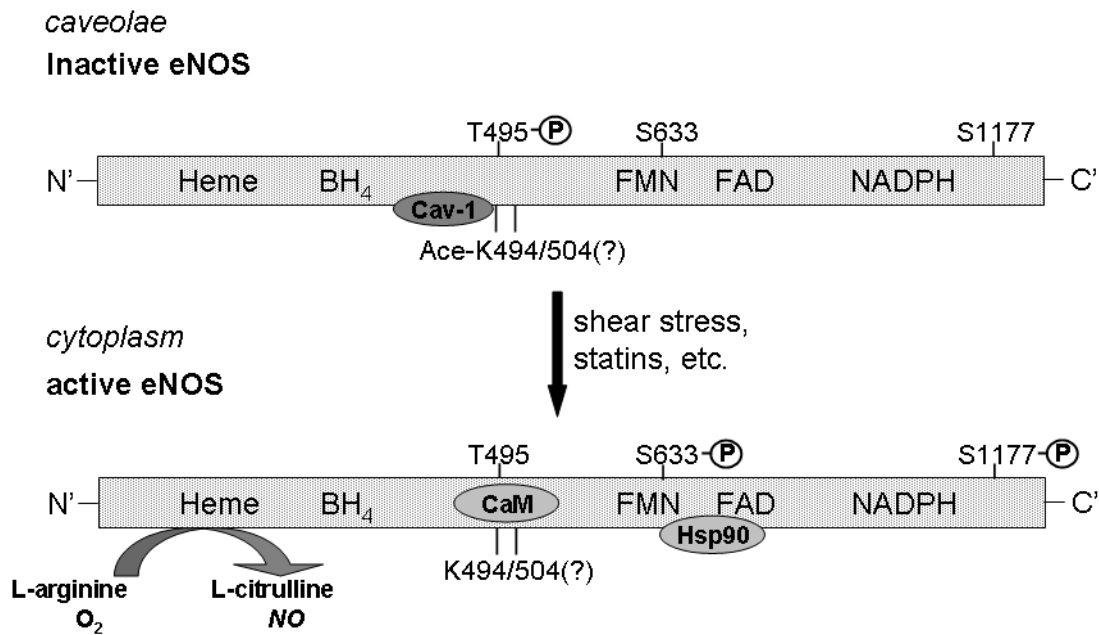 caveolae
Inactive eNOS
T495-P S633 S1177
N’ Heme BH₄ FMN FAD NADPH C’
Cav-1
Ace-K494/504(?)
shear stress,
statins, etc.
cytoplasm
active eNOS
T495 S633-P S1177-P
N’ Heme BH₄ CaM FMN FAD NADPH C’
Hsp90
K494/504(?)
L-arginine L-citrulline
O₂ NO